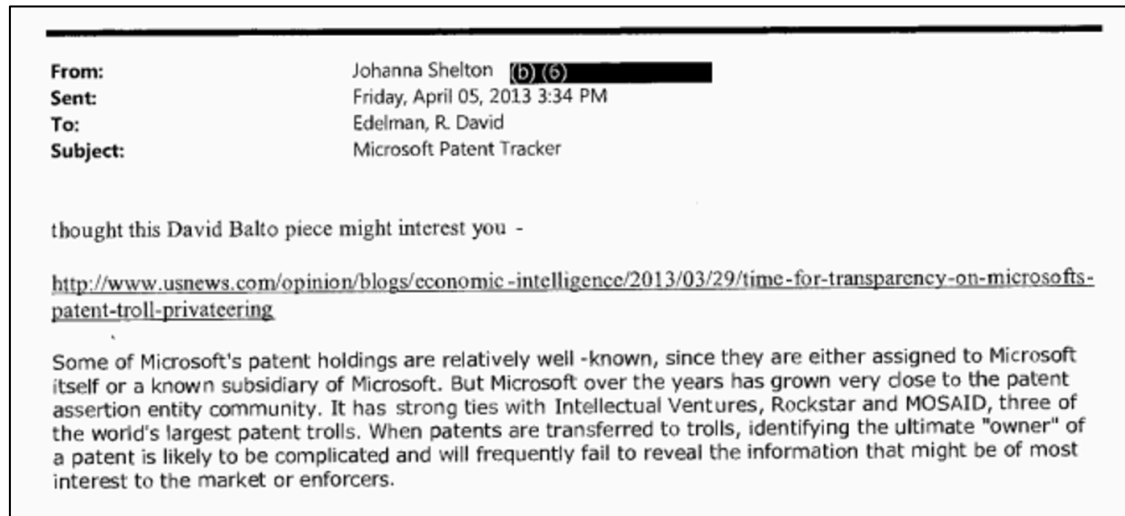 From: Johanna Shelton (b) (6)
Sent: Friday, April 05, 2013 3:34 PM
To: Edelman, R. David
Subject: Microsoft Patent Tracker
thought this David Balto piece might interest you -
http://www.usnews.com/opinion/blogs/economic-intelligence/2013/03/29/time-for-transparency-on-microsofts-
patent-troll-privateering
Some of Microsoft's patent holdings are relatively well -known, since they are either assigned to Microsoft
itself or a known subsidiary of Microsoft. But Microsoft over the years has grown very close to the patent
assertion entity community. It has strong ties with Intellectual Ventures, Rockstar and MOSAID, three of
the world's largest patent trolls. When patents are transferred to trolls, identifying the ultimate "owner" of
a patent is likely to be complicated and will frequently fail to reveal the information that might be of most
interest to the market or enforcers.